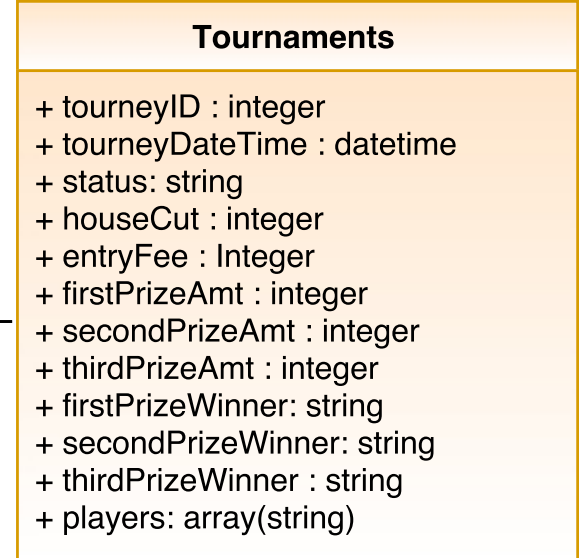 Tournaments
+ tourneyID : integer
+ tourneyDateTime : datetime
+ status: string
+ houseCut : integer
+ entryFee : Integer
+ firstPrizeAmt : integer
+ secondPrizeAmt : integer
+ thirdPrizeAmt : integer
+ firstPrizeWinner: string
+ secondPrizeWinner: string
+ thirdPrizeWinner : string
+ players: array(string)